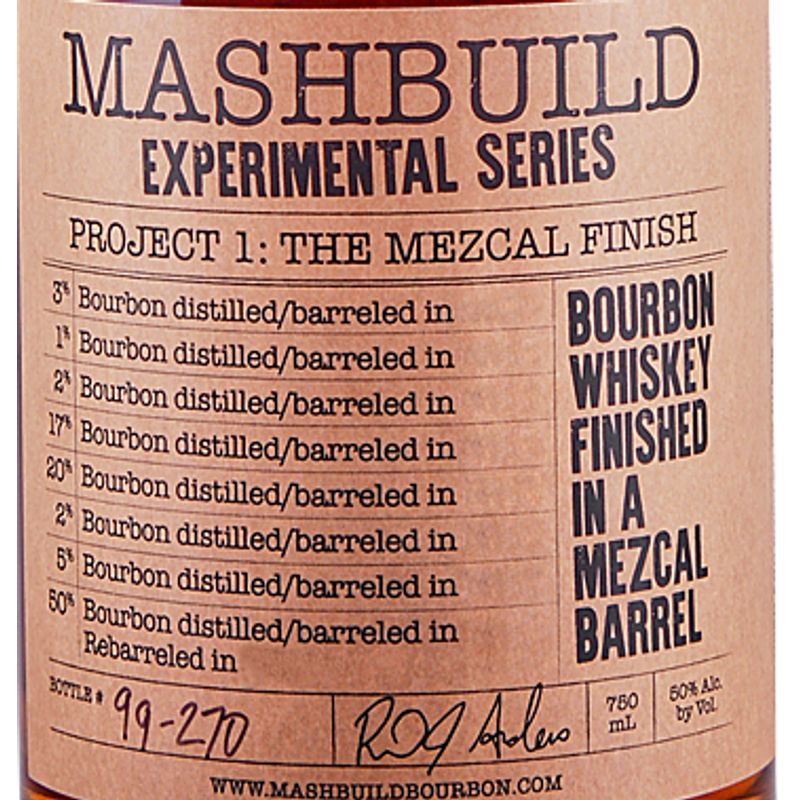 MASHBUILD
EXPERIMENTAL SERIES
PROJECT 1: THE MEZCAL FINISH
3% Bourbon distilled/barreled in
1% Bourbon distilled/barreled in
2% Bourbon distilled/barreled in
17% Bourbon distilled/barreled in
20% Bourbon distilled/barreled in
2% Bourbon distilled/barreled in
5% Bourbon distilled/barreled in
50% Bourbon distilled/barreled in
Rebarreled in
BOURBON
WHISKEY
FINISHED
IN A
MEZCAL
BARREL
BOTTLE # 99-270
750
mL
50% Alc.
by Vol.
WWW.MASHBUILDBOURBON.COM